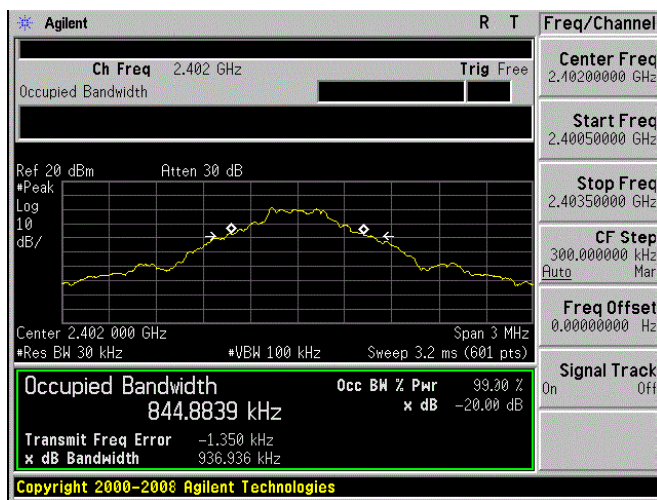 Agilent R T Freq/Channel
Ch Freq 2.402 GHz Trig Free
Occupied Bandwidth
Center Freq
2.40200000 GHz
Start Freq
2.40050000 GHz
Stop Freq
2.40350000 GHz
CF Step
300.000000 kHz
Auto Man
Freq Offset
0.00000000 Hz
Signal Track
On Off
Ref 20 dBm Atten 30 dB
#Peak
Log
10
dB/
Center 2.402 000 GHz Span 3 MHz
#Res BW 30 kHz #VBW 100 kHz Sweep 3.2 ms (601 pts)
Occupied Bandwidth Occ BW % Pwr 99.00 %
844.8839 kHz x dB -20.00 dB
Transmit Freq Error -1.350 kHz
x dB Bandwidth 936.936 kHz
Copyright 2000-2008 Agilent Technologies